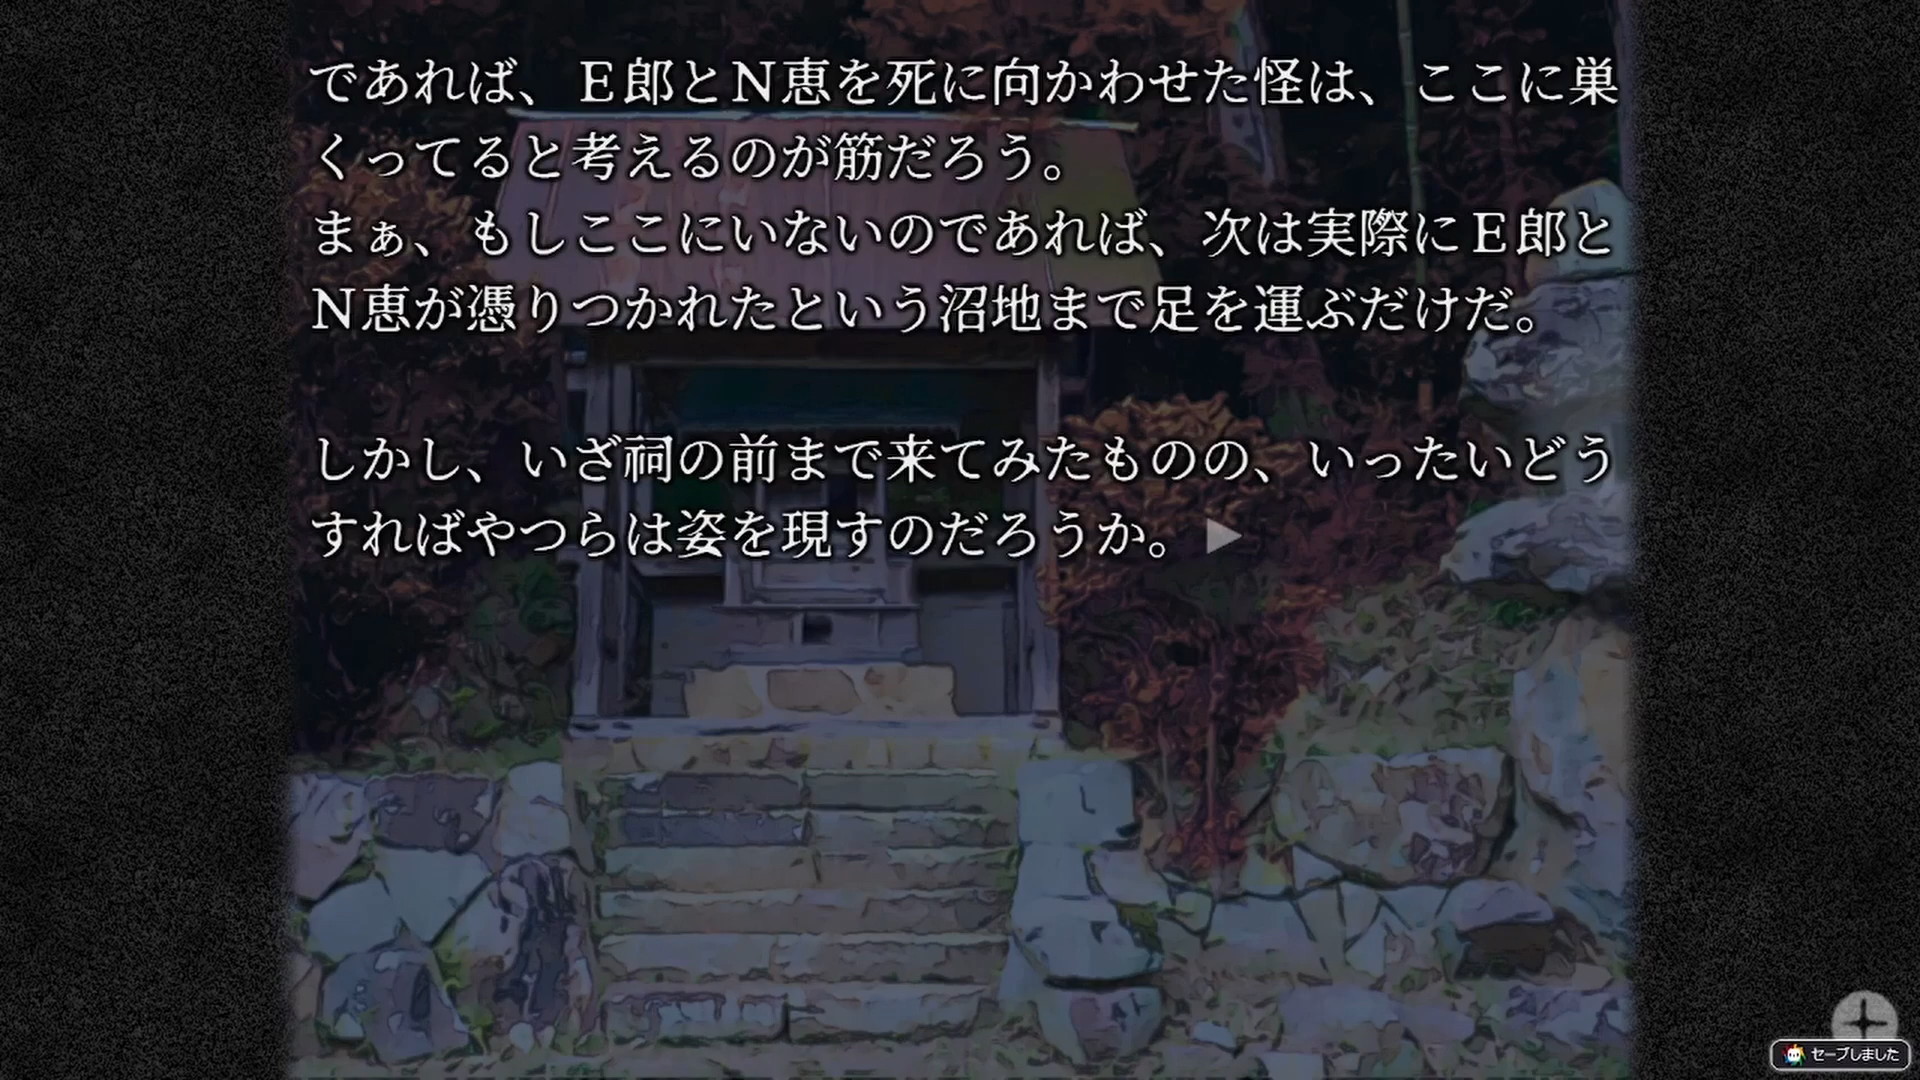 であれば、Ｅ郎とＮ恵を死に向かわせた怪は、ここに巣
くってると考えるのが筋だろう。
まぁ、もしここにいないのであれば、次は実際にＥ郎と
Ｎ恵が憑りつかれたという沼地まで足を運ぶだけだ。
しかし、いざ祠の前まで来てみたものの、いったいどう
すればやつらは姿を現すのだろうか。
セーブしました